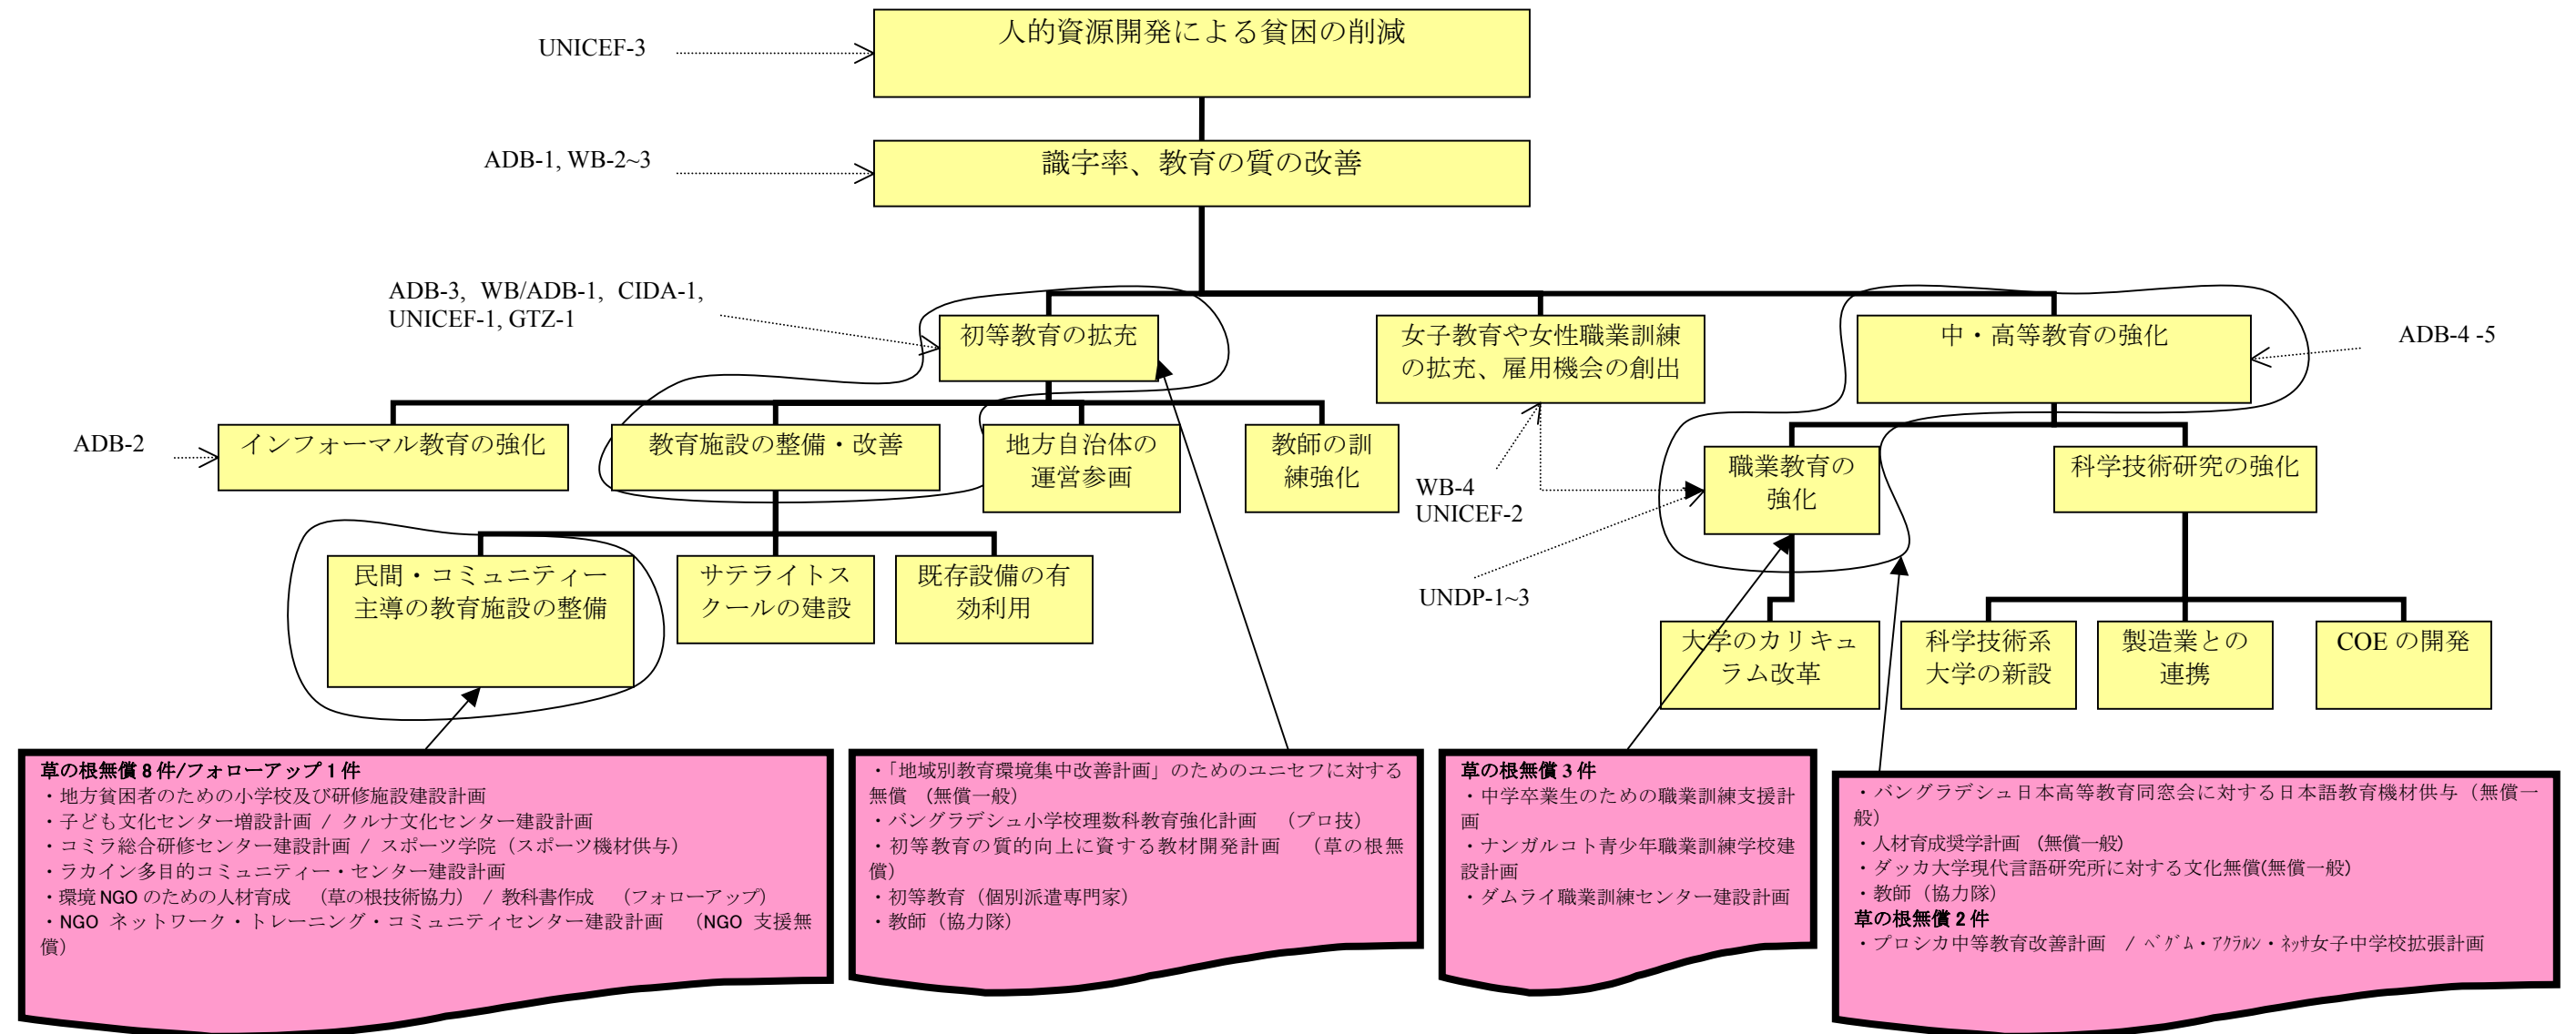 人的資源開発による貧困の削減
UNICEF-3
識字率、教育の質の改善
ADB-1, WB-2~3
ADB-3, WB/ADB-1, CIDA-1,
UNICEF-1, GTZ-1
初等教育の拡充
女子教育や女性職業訓練
の拡充、雇用機会の創出
中・高等教育の強化
ADB-4 -5
ADB-2
インフォーマル教育の強化
教育施設の整備・改善
地方自治体の
運営参画
教師の訓
練強化
WB-4
UNICEF-2
職業教育の
強化
科学技術研究の強化
民間・コミュニティー
主導の教育施設の整備
サテライトス
クールの建設
既存設備の有
効利用
UNDP-1~3
大学のカリキュ
ラム改革
科学技術系
大学の新設
製造業との
連携
COE の開発
草の根無償 8 件/フォローアップ 1 件
・地方貧困者のための小学校及び研修施設建設計画
・子ども文化センター増設計画 / クルナ文化センター建設計画
・コミラ総合研修センター建設計画 / スポーツ学院（スポーツ機材供与）
・ラカイン多目的コミュニティー・センター建設計画
・環境 NGO のための人材育成 （草の根技術協力） / 教科書作成 （フォローアップ）
・NGO ネットワーク・トレーニング・コミュニティセンター建設計画 （NGO 支援無
償）
・「地域別教育環境集中改善計画」のためのユニセフに対する
無償 (無償一般)
・バングラデシュ小学校理数科教育強化計画 （プロ技）
・初等教育の質的向上に資する教材開発計画 （草の根無
償）
・初等教育（個別派遣専門家）
・教師（協力隊）
草の根無償 3 件
・中学卒業生のための職業訓練支援計
画
・ナンガルコト青少年職業訓練学校建
設計画
・ダムライ職業訓練センター建設計画
・バングラデシュ日本高等教育同窓会に対する日本語教育機材供与（無償一
般）
・人材育成奨学計画 (無償一般)
・ダッカ大学現代言語研究所に対する文化無償(無償一般)
・教師（協力隊）
草の根無償 2 件
・プロシカ中等教育改善計画 / ﾍﾞｸﾞﾑ・ｱｸﾗﾙﾝ・ﾈｯｻ女子中学校拡張計画